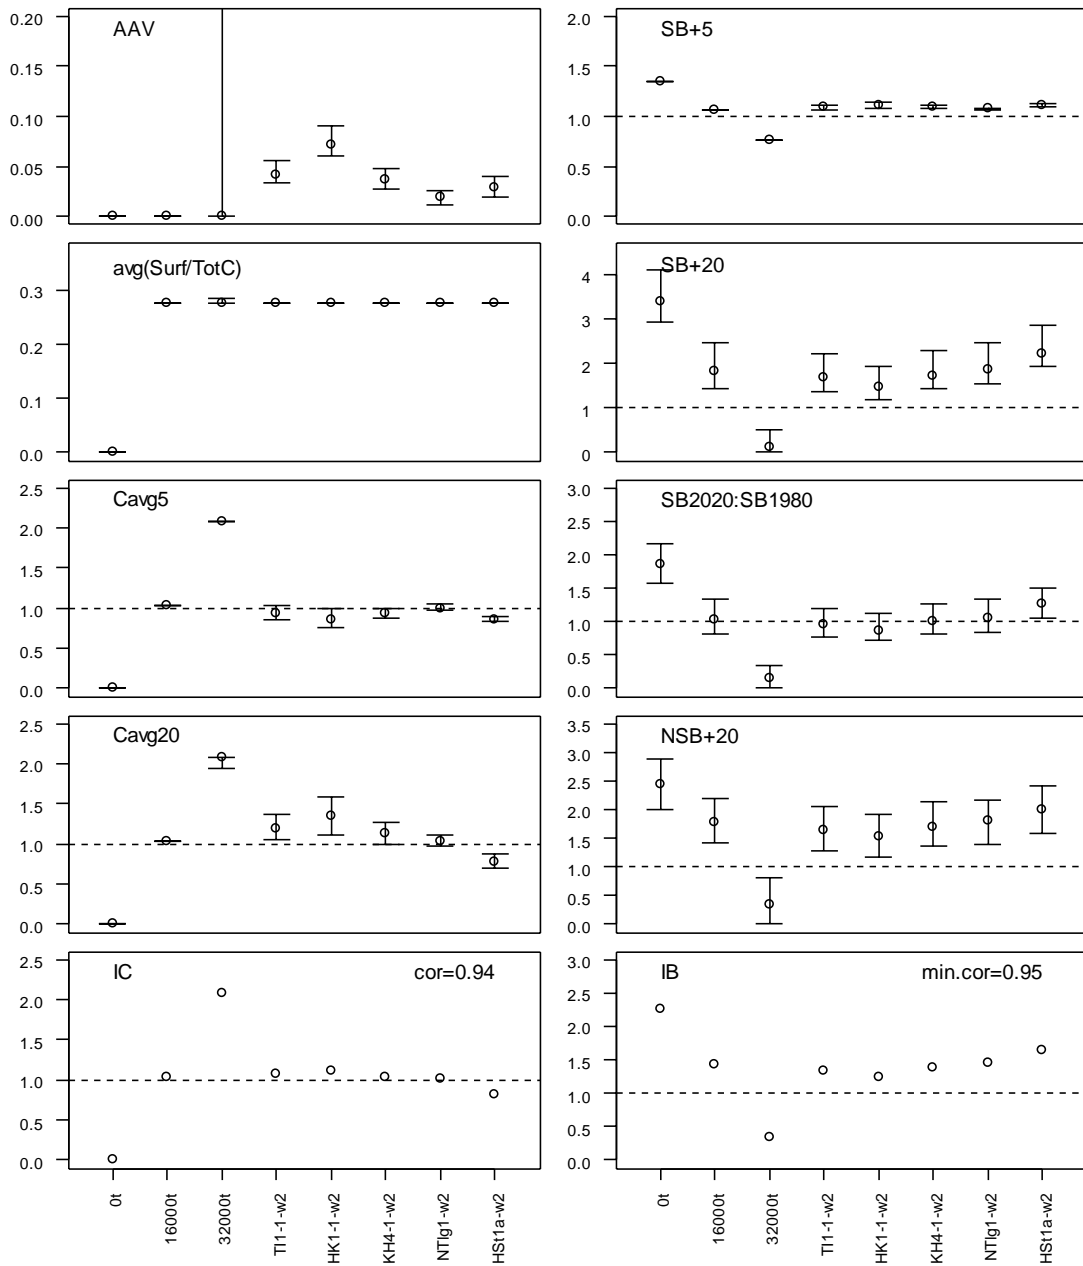 AAV
0.20
0.15
0.10
0.05
0.00
SB+5
2.0
1.5
1.0
0.5
0.0
avg(Surf/TotC)
0.3
0.2
0.1
0.0
SB+20
4
3
2
1
0
Cavg5
2.5
2.0
1.5
1.0
0.5
0.0
SB2020:SB1980
3.0
2.5
2.0
1.5
1.0
0.5
0.0
Cavg20
2.5
2.0
1.5
1.0
0.5
0.0
NSB+20
3.5
3.0
2.5
2.0
1.5
1.0
0.5
0.0
IC cor=0.94
2.5
2.0
1.5
1.0
0.5
0.0
0t
16000t
32000t
TI1-1-w2
HK1-1-w2
KH4-1-w2
NTIg1-w2
HSt1a-w2
IB min.cor=0.95
3.0
2.5
2.0
1.5
1.0
0.5
0.0
0t
16000t
32000t
TI1-1-w2
HK1-1-w2
KH4-1-w2
NTIg1-w2
HSt1a-w2